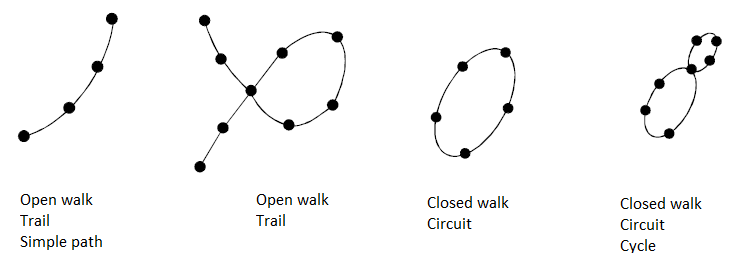 Open walk
Trail
Simple path
Open walk
Trail
Closed walk
Circuit
Closed walk
Circuit
Cycle